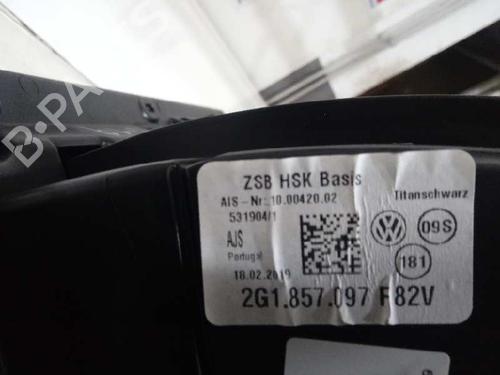 ZSB HSK Basis
AIS - Nr: 10.00420.02
Titanschwarz
531904/1
AJS
Portugal
09S
181
18.02.2019
2G1.857.097 F82V
B-PA